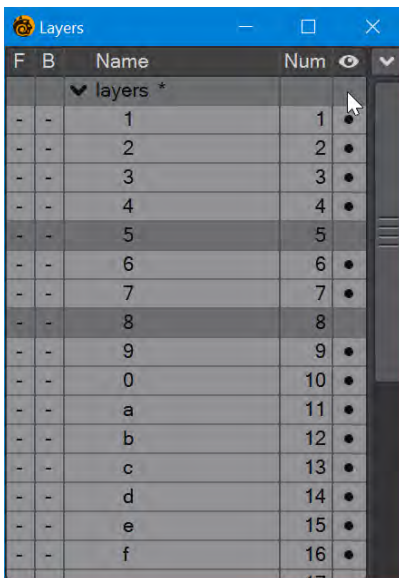 Layers
F B Name Num
layers *
- - 1 1
- - 2 2
- - 3 3
- - 4 4
- - 5 5
- - 6 6
- - 7 7
- - 8 8
- - 9 9
- - 0 10
- - a 11
- - b 12
- - c 13
- - d 14
- - e 15
- - f 16